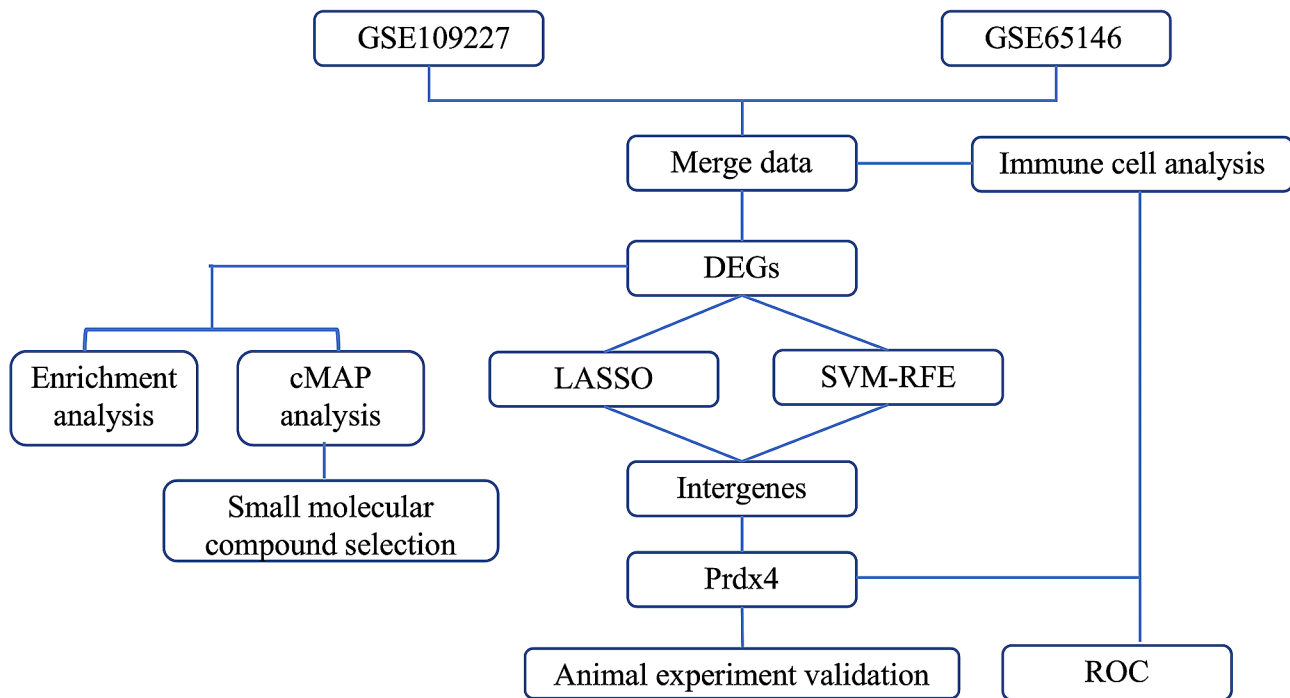 GSE109227
GSE65146
Merge data
Immune cell analysis
DEGs
Enrichment
analysis
cMAP
analysis
LASSO
SVM-RFE
Small molecular
compound selection
Intergenes
Prdx4
Animal experiment validation
ROC